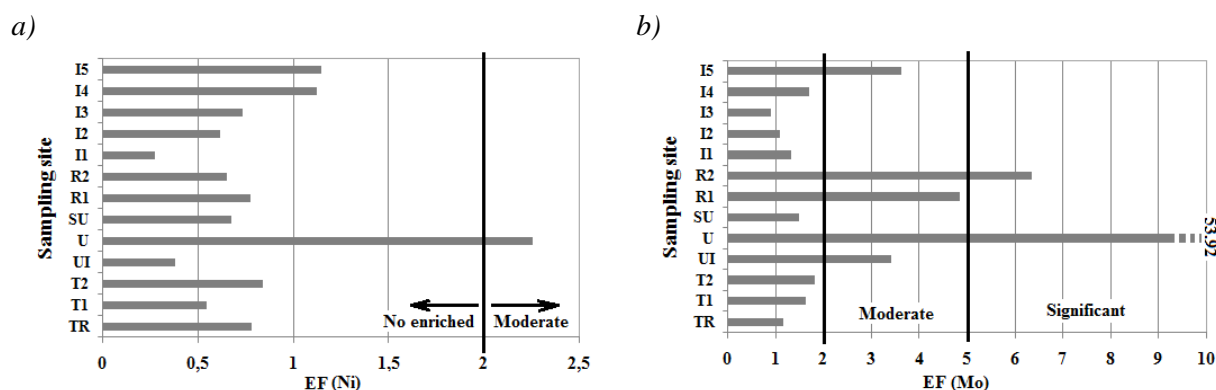 a)
Sampling site
I5
I4
I3
I2
I1
R2
R1
SU
U
UI
T2
T1
TR
No enriched Moderate
0 0,5 1 1,5 2 2,5
EF (Ni)
b)
Sampling site
I5
I4
I3
I2
I1
R2
R1
SU
U
UI
T2
T1
TR
53.92
Moderate Significant
0 1 2 3 4 5 6 7 8 9 10
EF (Mo)